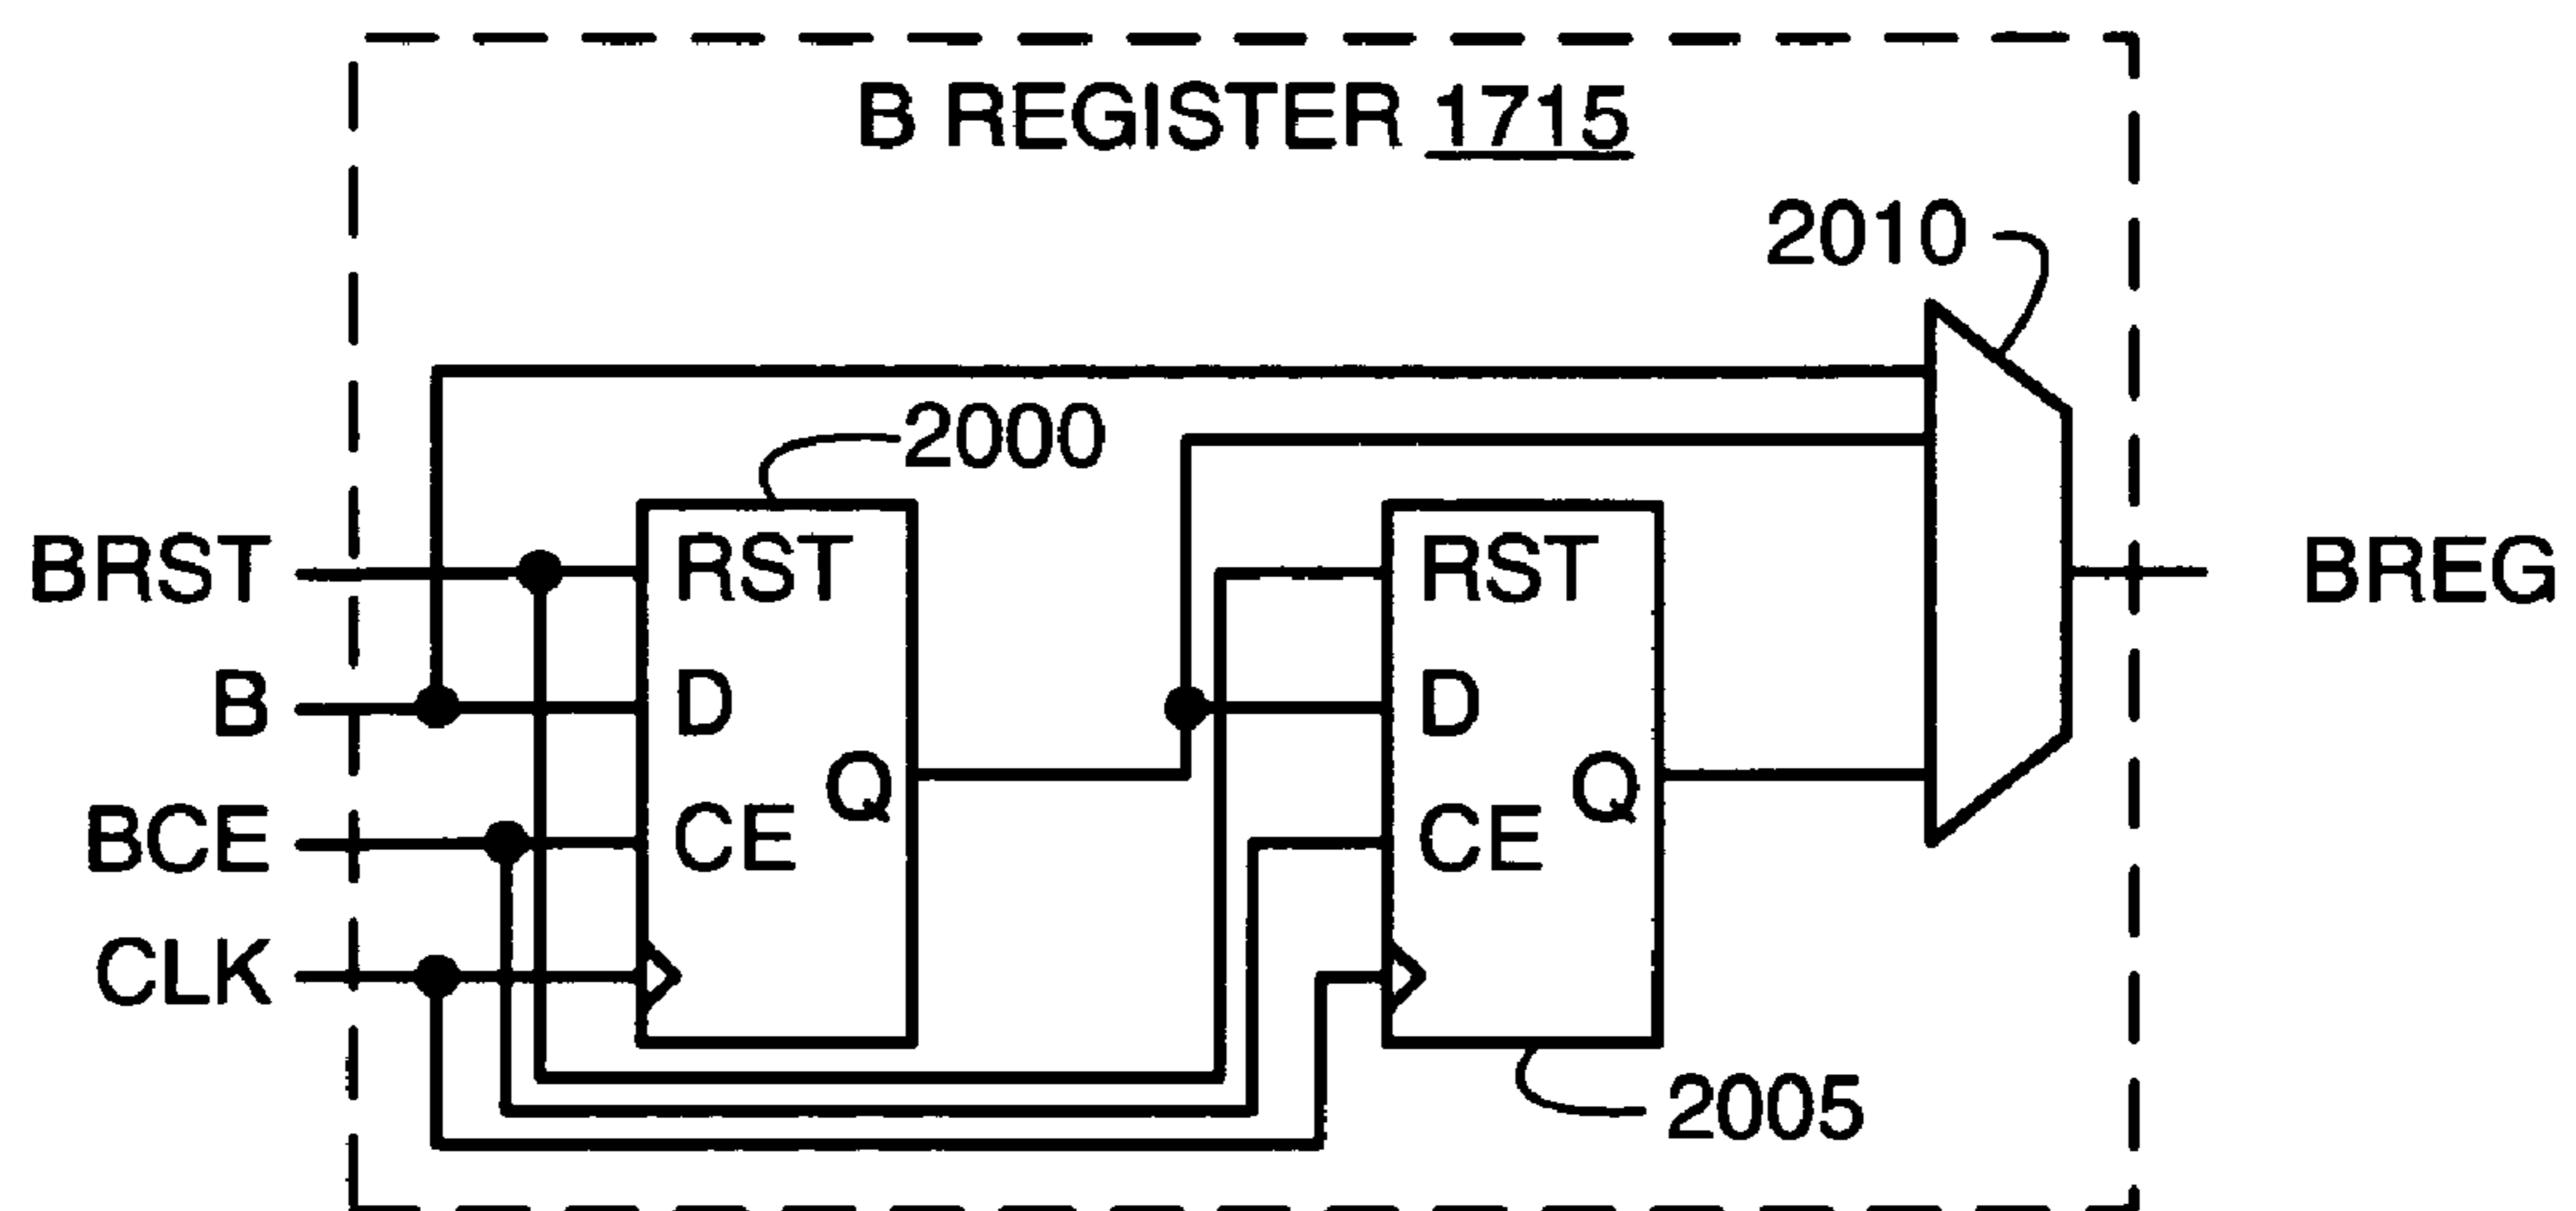 B REGISTER 1715
2010
2000
BRST
RST
RST
BREG
B
D
D
Q
Q
BCE
CE
CE
CLK
2005